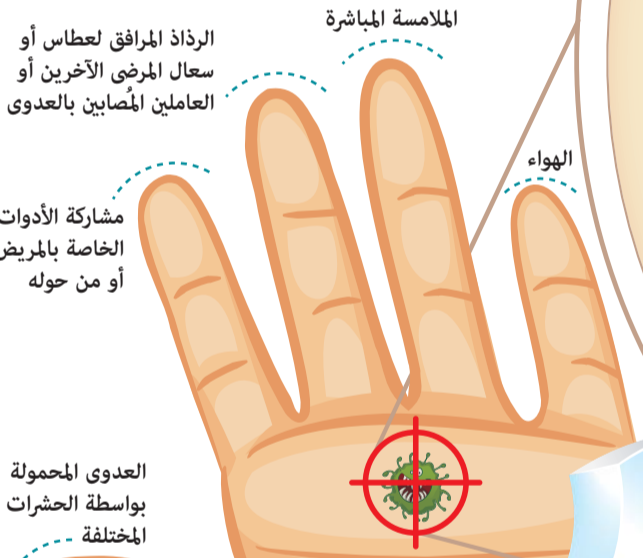 الملامسة المباشرة
الرذاذ المرافق لعطاس أو
سعال المرضى الآخرين أو
العاملين المُصابين بالعدوى
الهواء
مشاركة الأدوات
الخاصة بالمريض
أو من حوله
العدوى المحمولة
بواسطة الحشرات
المختلفة